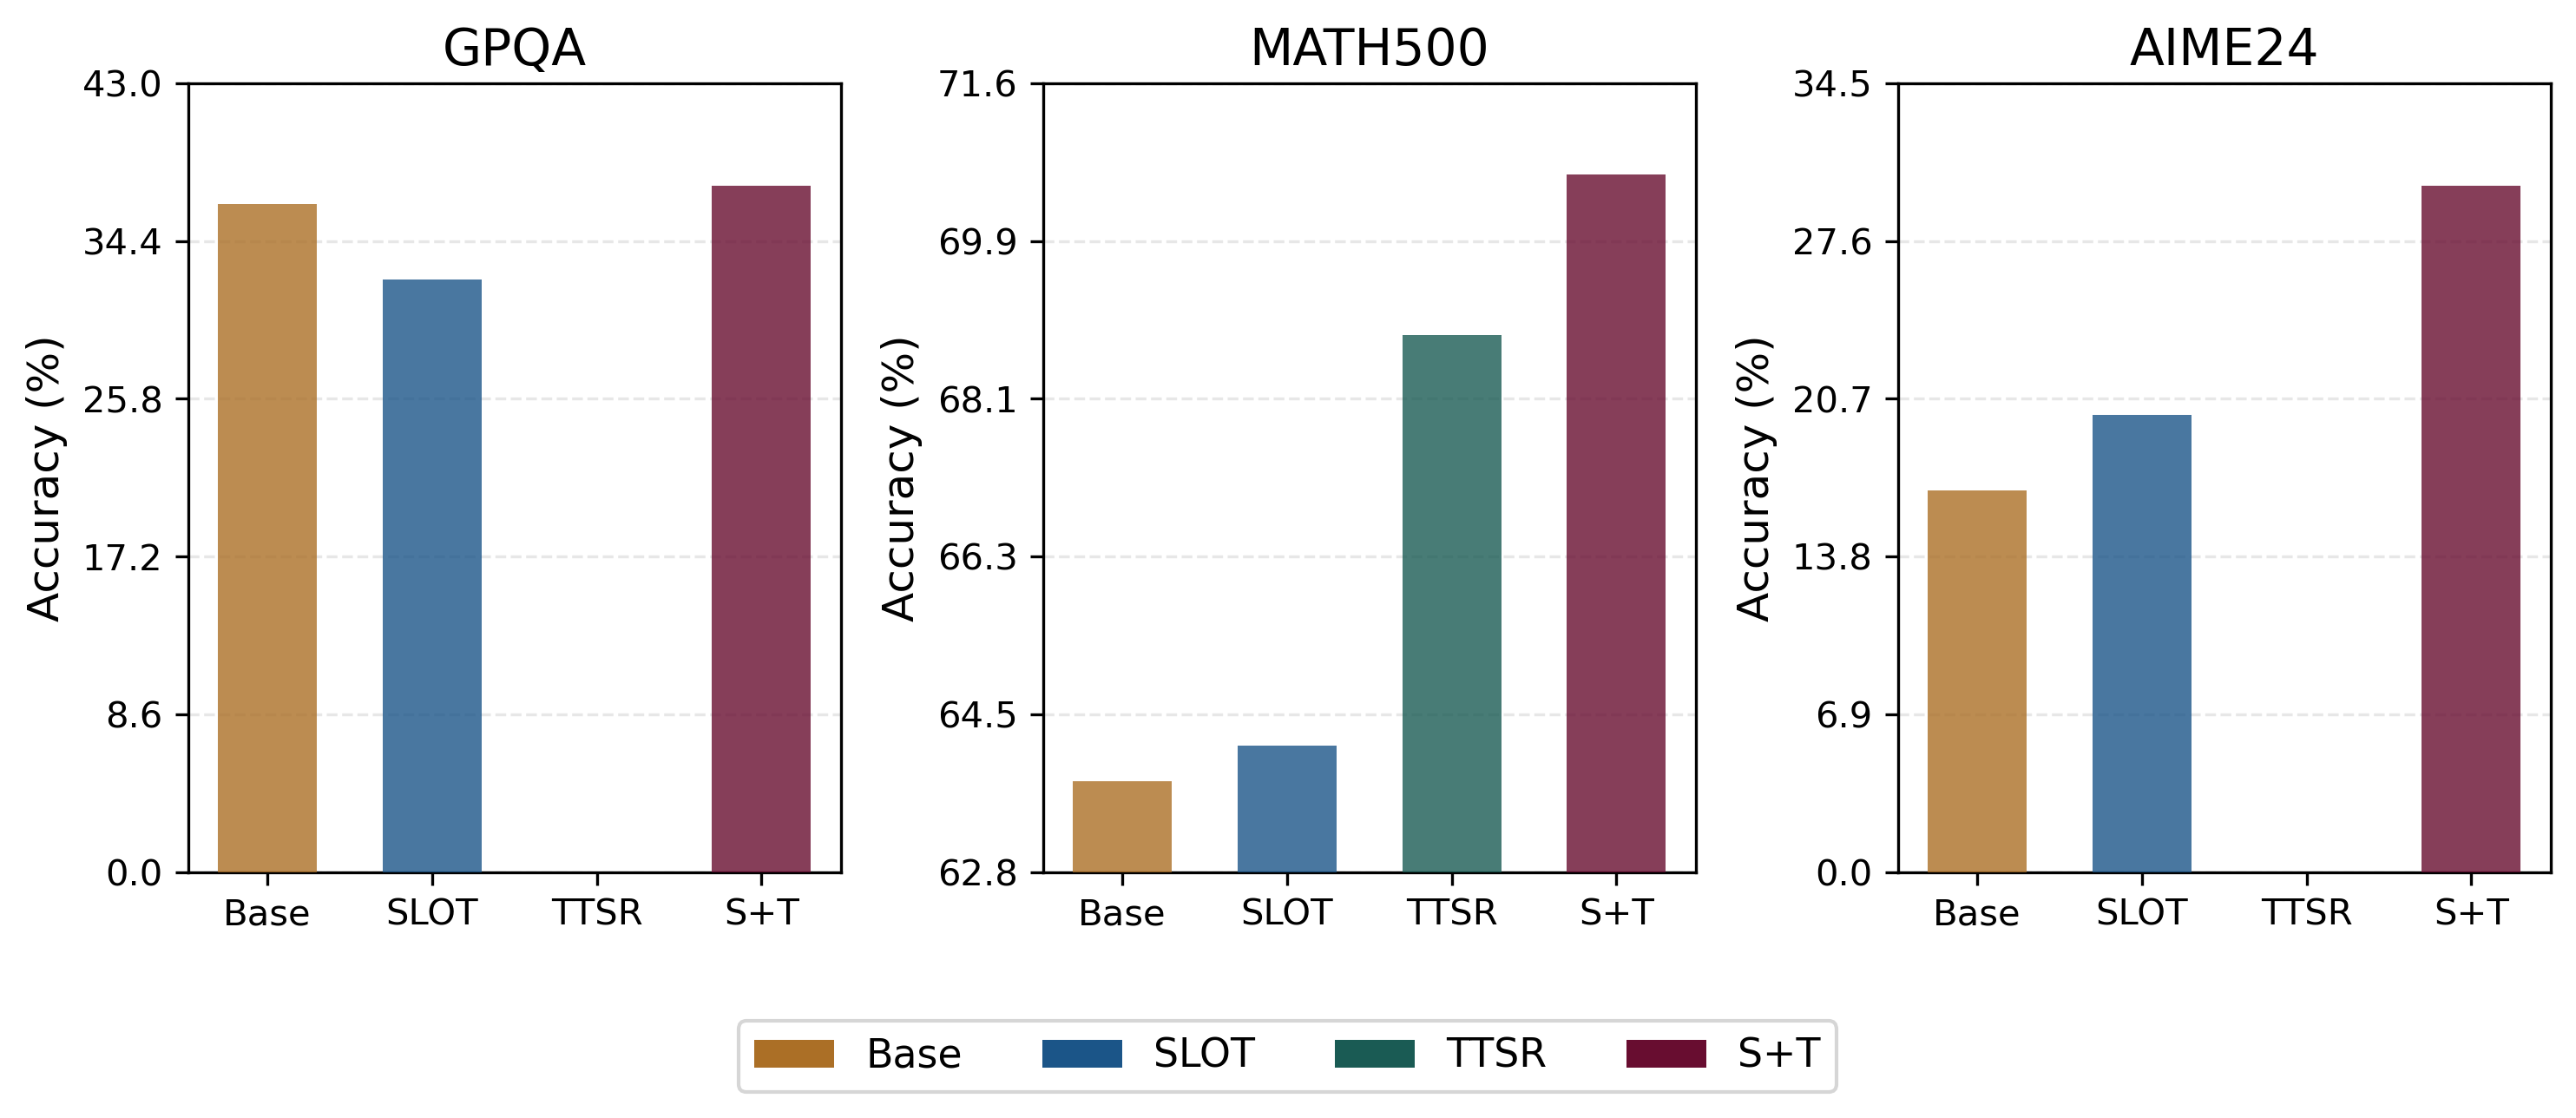 GPQA
43.0
34.4
25.8
17.2
8.6
0.0
Accuracy (%)
Base SLOT TTSR S+T
MATH500
71.6
69.9
68.1
66.3
64.5
62.8
Accuracy (%)
Base SLOT TTSR S+T
AIME24
34.5
27.6
20.7
13.8
6.9
0.0
Accuracy (%)
Base SLOT TTSR S+T
Base SLOT TTSR S+T